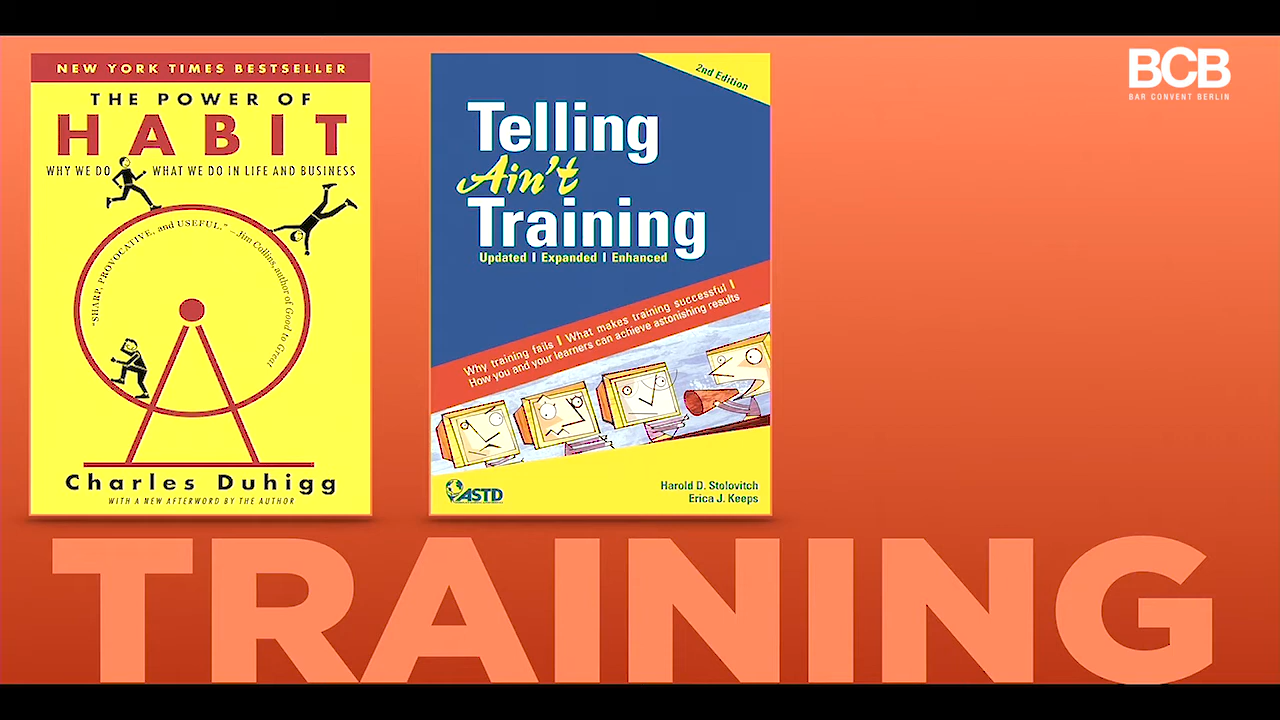 NEW YORK TIMES BESTSELLER
THE POWER OF
HABIT
WHY WE DO WHAT WE DO IN LIFE AND BUSINESS
"SHARP, PROVOCATIVE, and USEFUL." —Jim Collins, author of Good to Great
Charles Duhigg
WITH A NEW AFTERWORD BY THE AUTHOR
2nd Edition
Telling
Ain't
Training
Updated | Expanded | Enhanced
Why training fails | What makes training successful |
How you and your learners can achieve astonishing results
ASTD
Harold D. Stolovitch
Erica J. Keeps
BCB
BAR CONVENT BERLIN
TRAINING